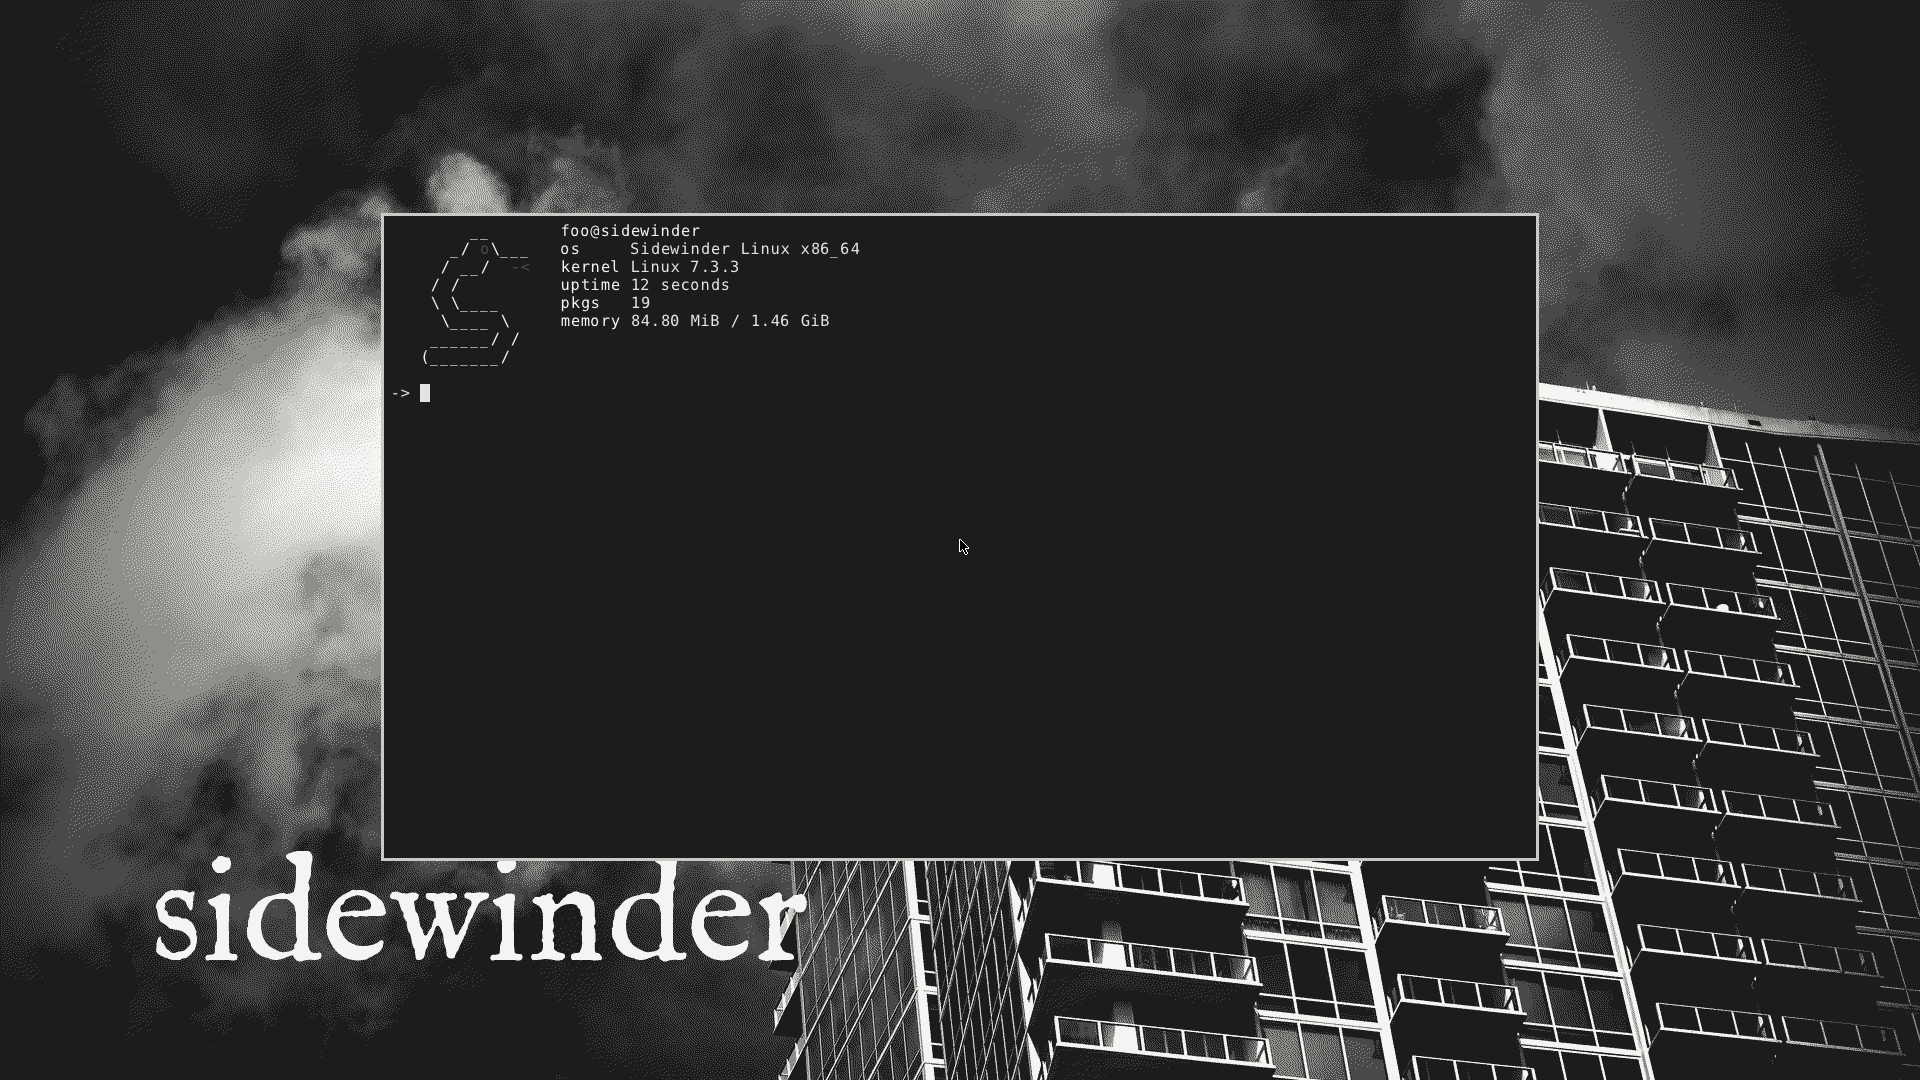 foo@sidewinder
os Sidewinder Linux x86_64
kernel Linux 7.3.3
uptime 12 seconds
pkgs 19
memory 84.80 MiB / 1.46 GiB
->
sidewinder